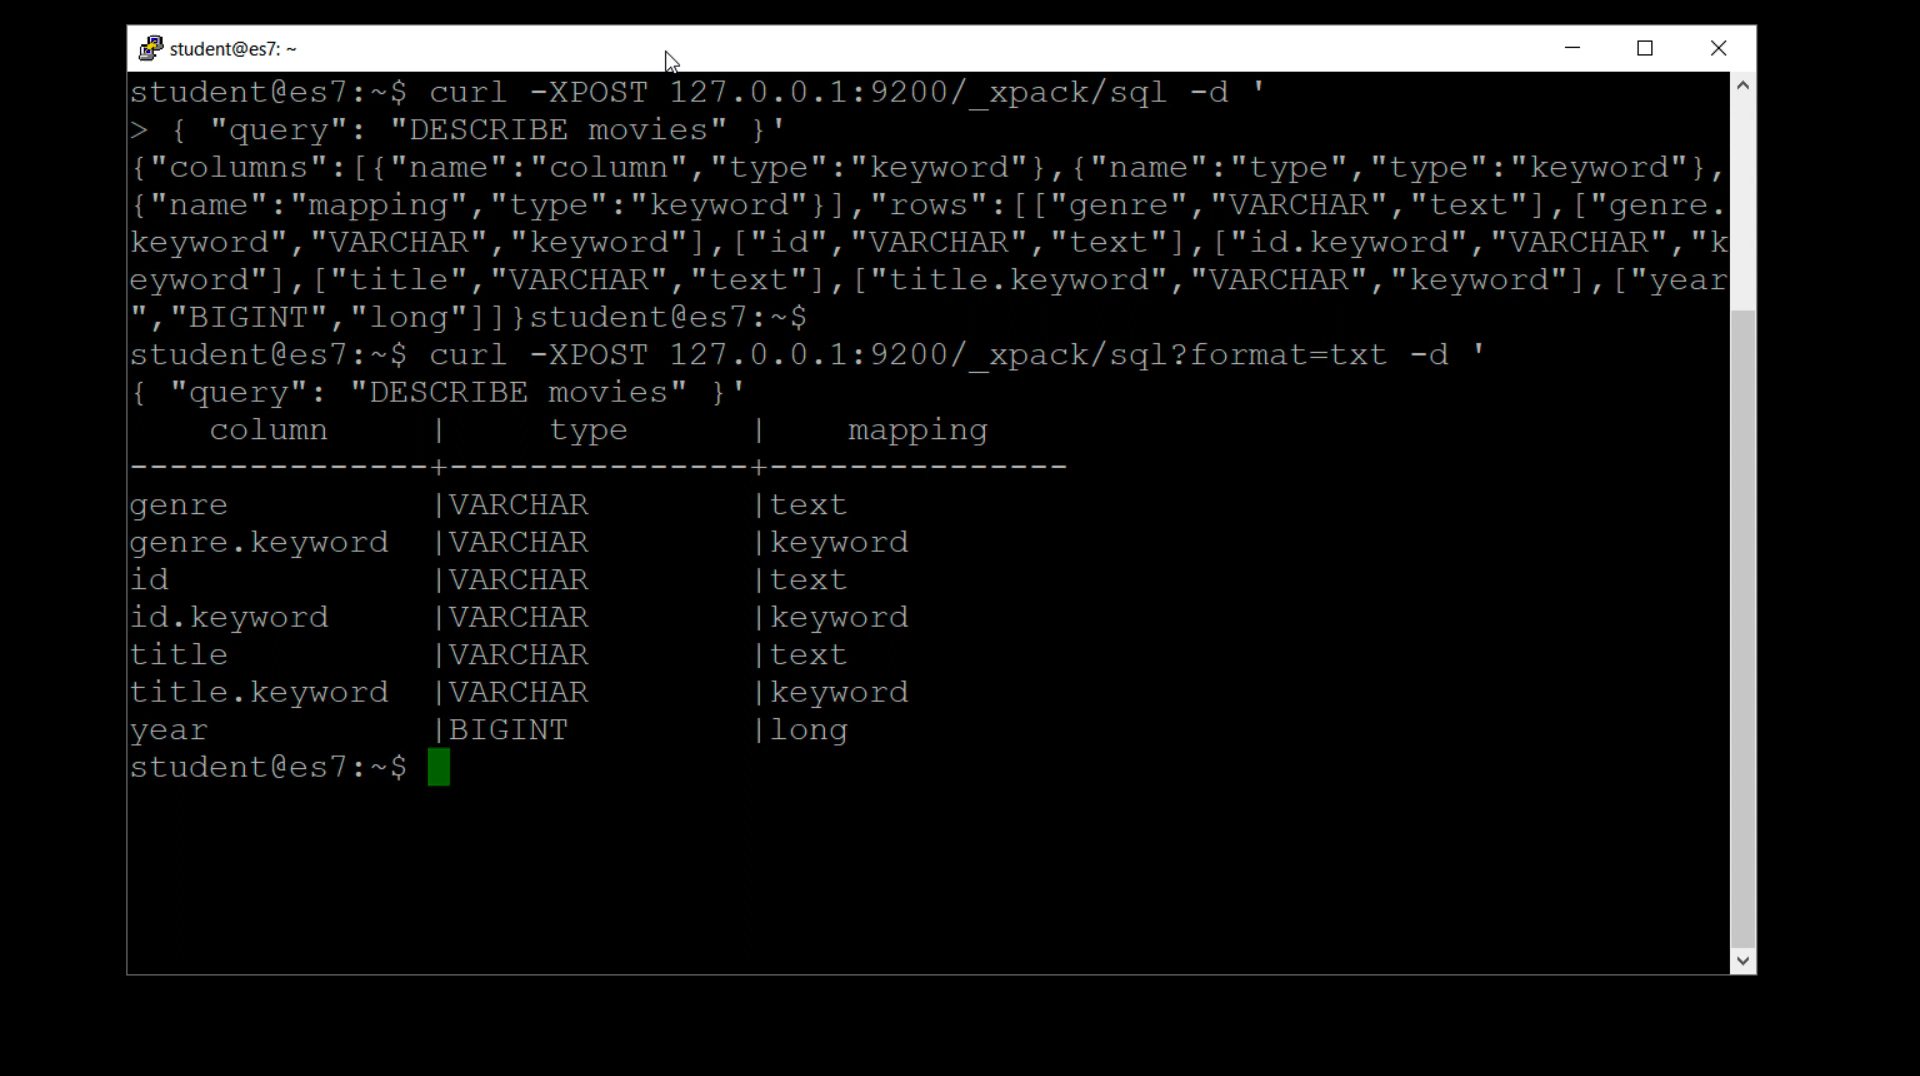 student@es7: ~
student@es7:~$ curl -XPOST 127.0.0.1:9200/_xpack/sql -d '
> { "query": "DESCRIBE movies" }'
{"columns":[{"name":"column","type":"keyword"},{"name":"type","type":"keyword"},
{"name":"mapping","type":"keyword"}],"rows":[["genre","VARCHAR","text"],["genre.
keyword","VARCHAR","keyword"],["id","VARCHAR","text"],["id.keyword","VARCHAR","k
eyword"],["title","VARCHAR","text"],["title.keyword","VARCHAR","keyword"],["year
","BIGINT","long"]]}student@es7:~$
student@es7:~$ curl -XPOST 127.0.0.1:9200/_xpack/sql?format=txt -d '
{ "query": "DESCRIBE movies" }'
    column     |     type      |    mapping
---------------+---------------+---------------
genre          |VARCHAR        |text
genre.keyword  |VARCHAR        |keyword
id             |VARCHAR        |text
id.keyword     |VARCHAR        |keyword
title          |VARCHAR        |text
title.keyword  |VARCHAR        |keyword
year           |BIGINT         |long
student@es7:~$